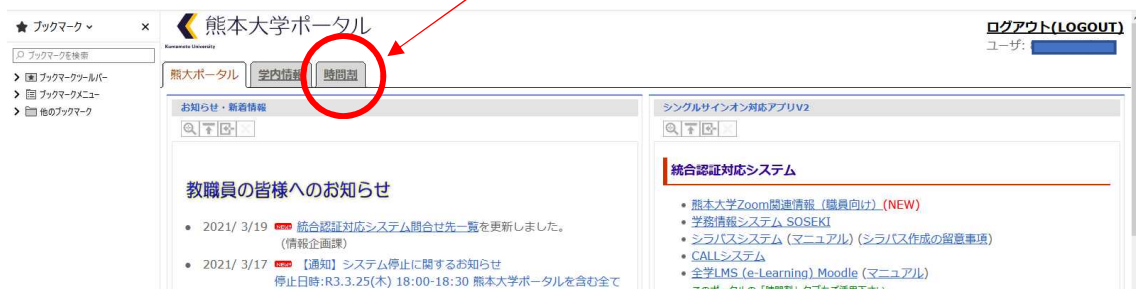 ブックマーク
×
ブックマークを検索
ブックマークツールバー
ブックマークメニュー
他のブックマーク
熊本大学ポータル
Kumamoto University
ログアウト(LOGOUT)
ユーザ:
熊大ポータル 学内情報 時間割
お知らせ・新着情報
教職員の皆様へのお知らせ
• 2021/ 3/19 NEWS 統合認証対応システム問合せ先一覧を更新しました。
(情報企画課)
• 2021/ 3/17 NEWS 【通知】システム停止に関するお知らせ
停止日時:R3.3.25(木) 18:00-18:30 熊本大学ポータルを含む全て
シングルサインオン対応アプリV2
統合認証対応システム
• 熊本大学Zoom関連情報（職員向け）(NEW)
• 学務情報システム SOSEKI
• シラバスシステム (マニュアル) (シラバス作成の留意事項)
• CALLシステム
• 全学LMS (e-Learning) Moodle (マニュアル)